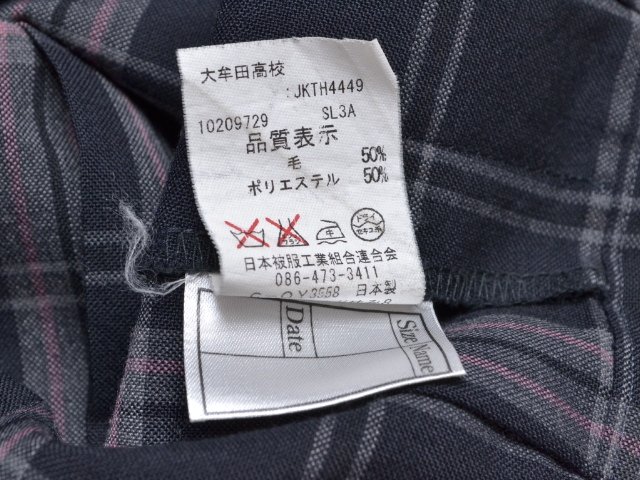 大牟田高校
:JKTH4449
10209729 SL3A
品質表示
毛 50%
ポリエステル 50%
中
ドライ
セキユ系
日本被服工業組合連合会
086-473-3411
Y3558 日本製
Date
Size Name